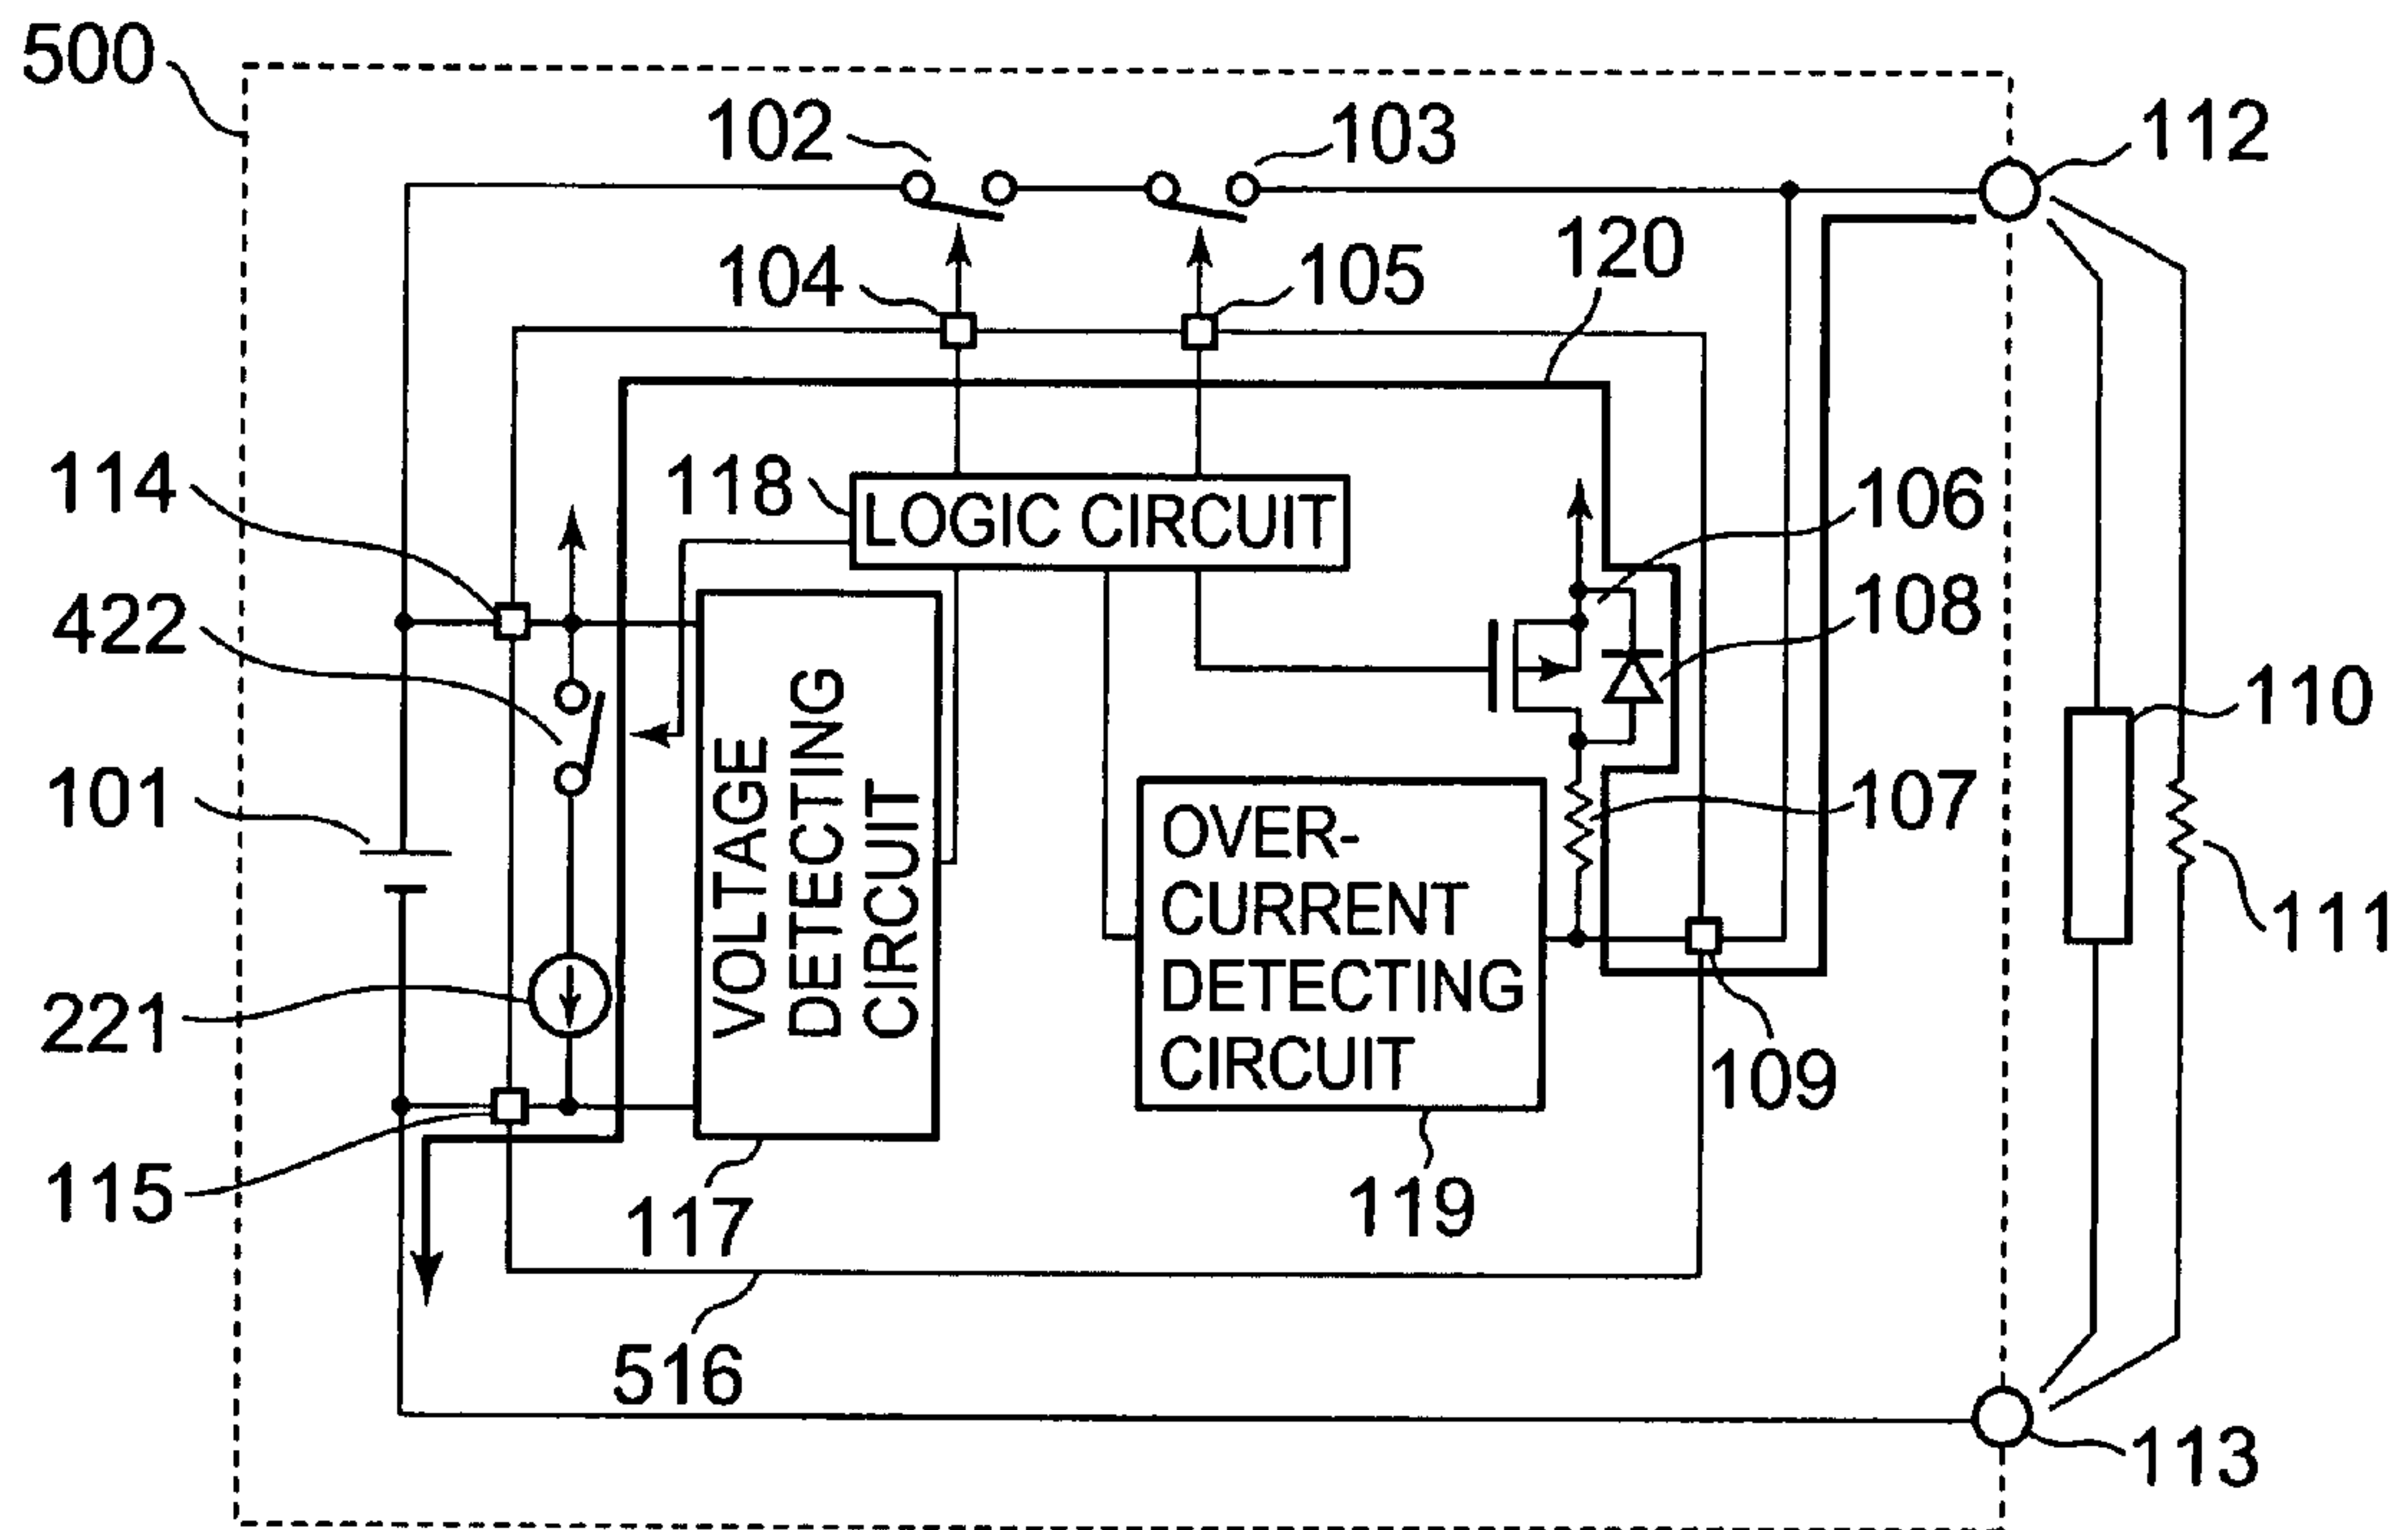 500
102
103
112
104
105
120
114
118
LOGIC CIRCUIT
106
422
108
110
101
VOLTAGE
DETECTING
CIRCUIT
107
OVER-
CURRENT
DETECTING
CIRCUIT
111
221
109
115
117
119
516
113